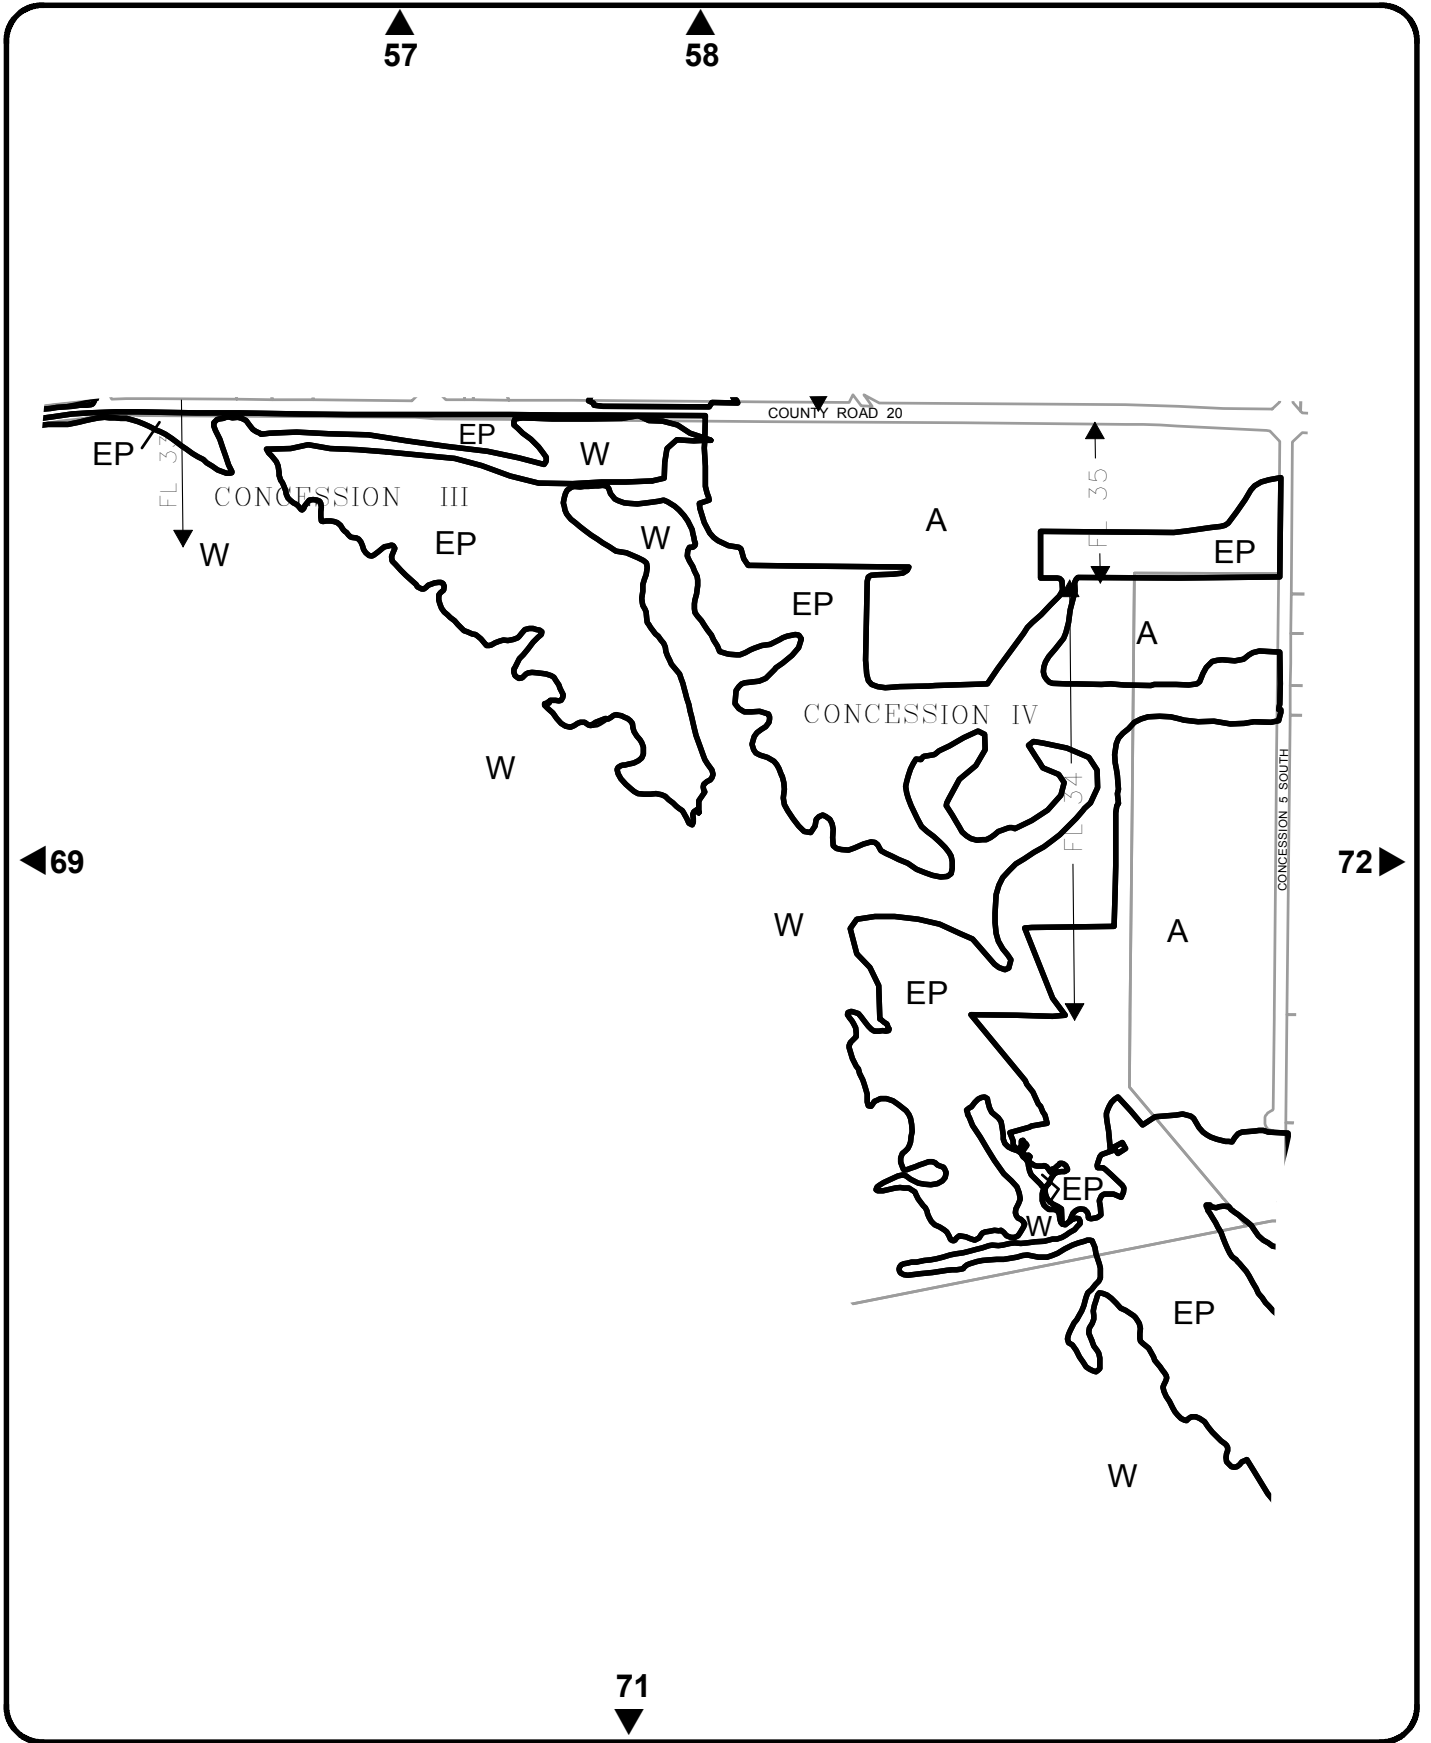 57
58
COUNTY ROAD 20
EP
EP
W
FL 33
CONCESSION III
FL 35
A
W
EP
W
EP
EP
A
CONCESSION IV
W
FL 34
CONCESSION 5 SOUTH
69
72
W
A
EP
EP
W
EP
W
71